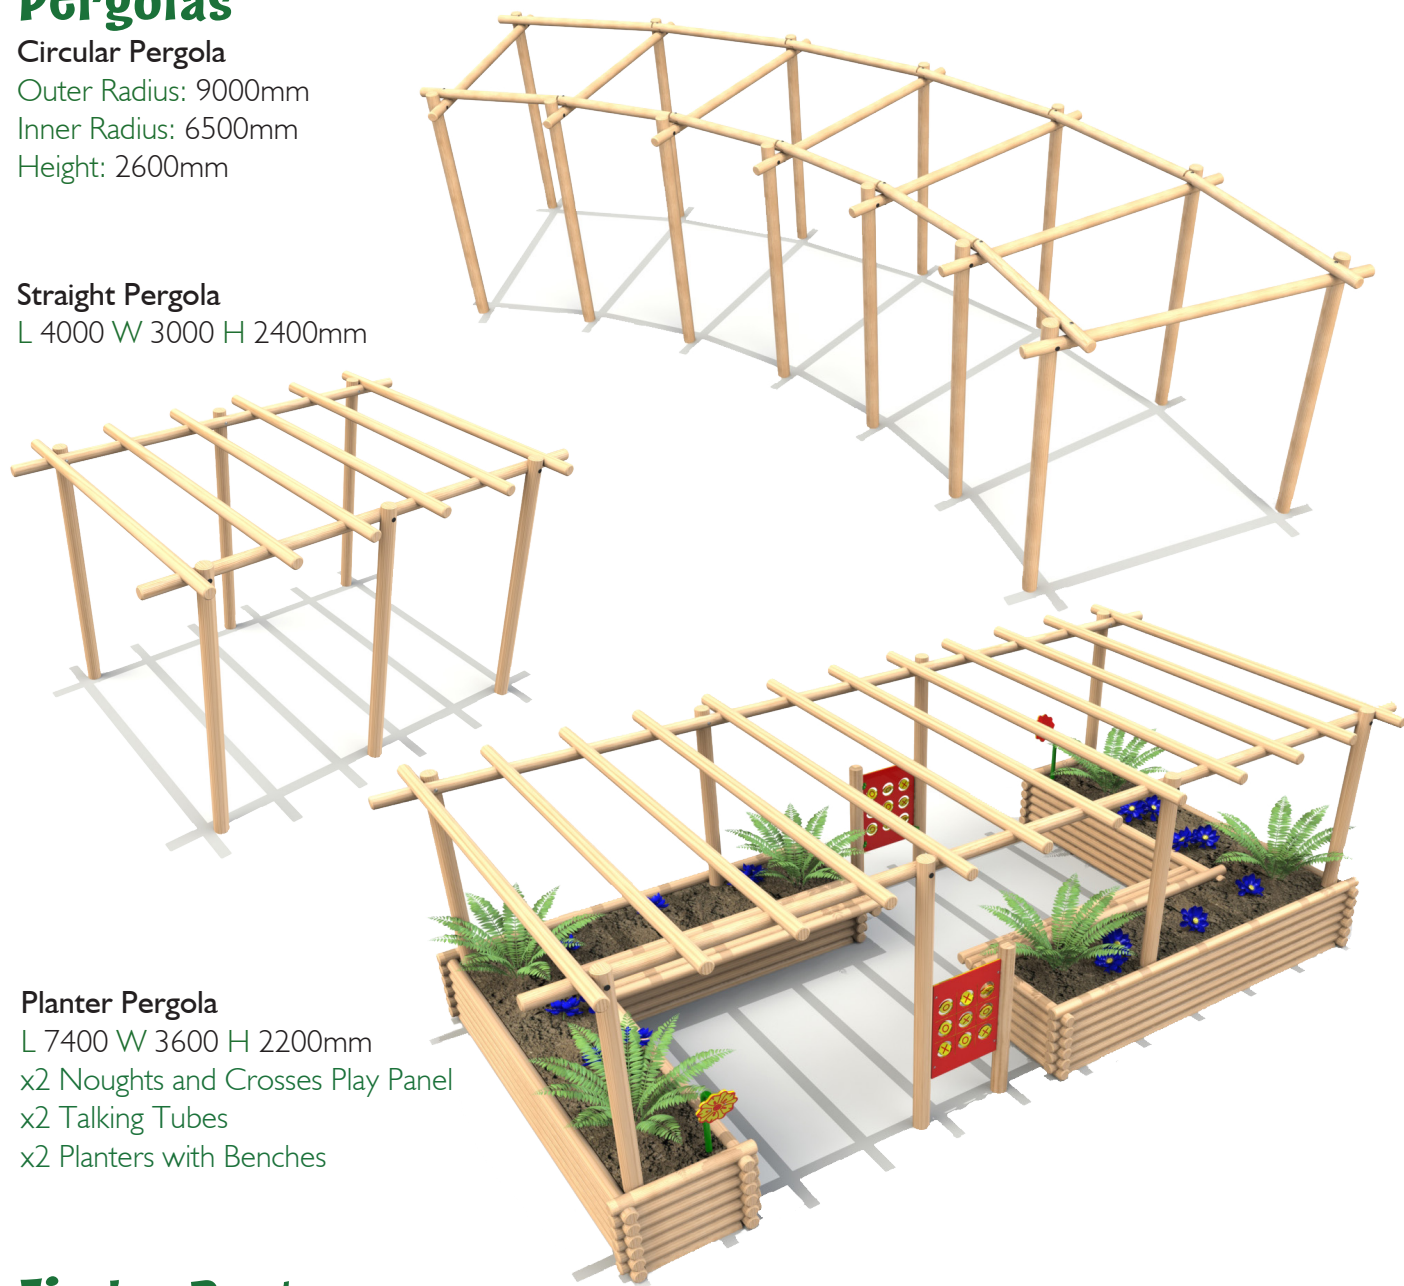 Pergolas
Circular Pergola
Outer Radius: 9000mm
Inner Radius: 6500mm
Height: 2600mm
Straight Pergola
L 4000 W 3000 H 2400mm
Planter Pergola
L 7400 W 3600 H 2200mm
x2 Noughts and Crosses Play Panel
x2 Talking Tubes
x2 Planters with Benches